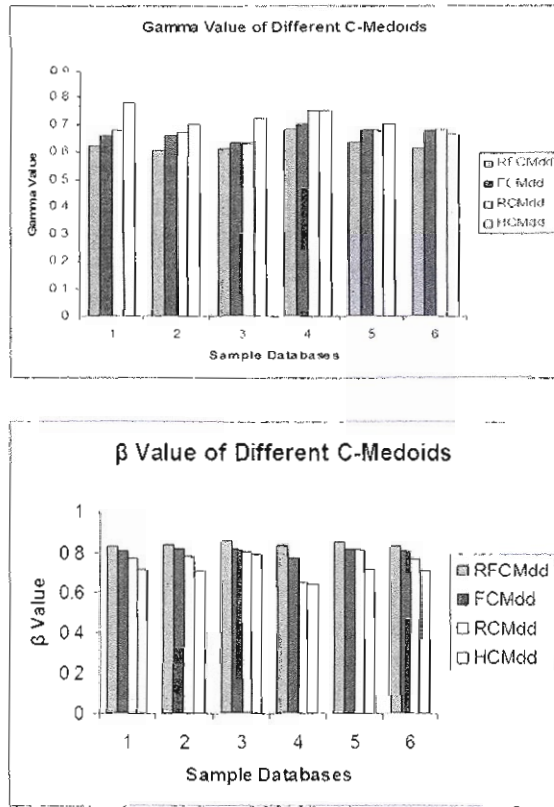 Gamma Value of Different C-Medoids
Gamma Value
0.9
0.8
0.7
0.6
0.5
0.4
0.3
0.2
0.1
0
1 2 3 4 5 6
Sample Databases
RFCMdd
FCMdd
RCMdd
HCMdd
β Value of Different C-Medoids
β Value
1
0.8
0.6
0.4
0.2
0
1 2 3 4 5 6
Sample Databases
RFCMdd
FCMdd
RCMdd
HCMdd